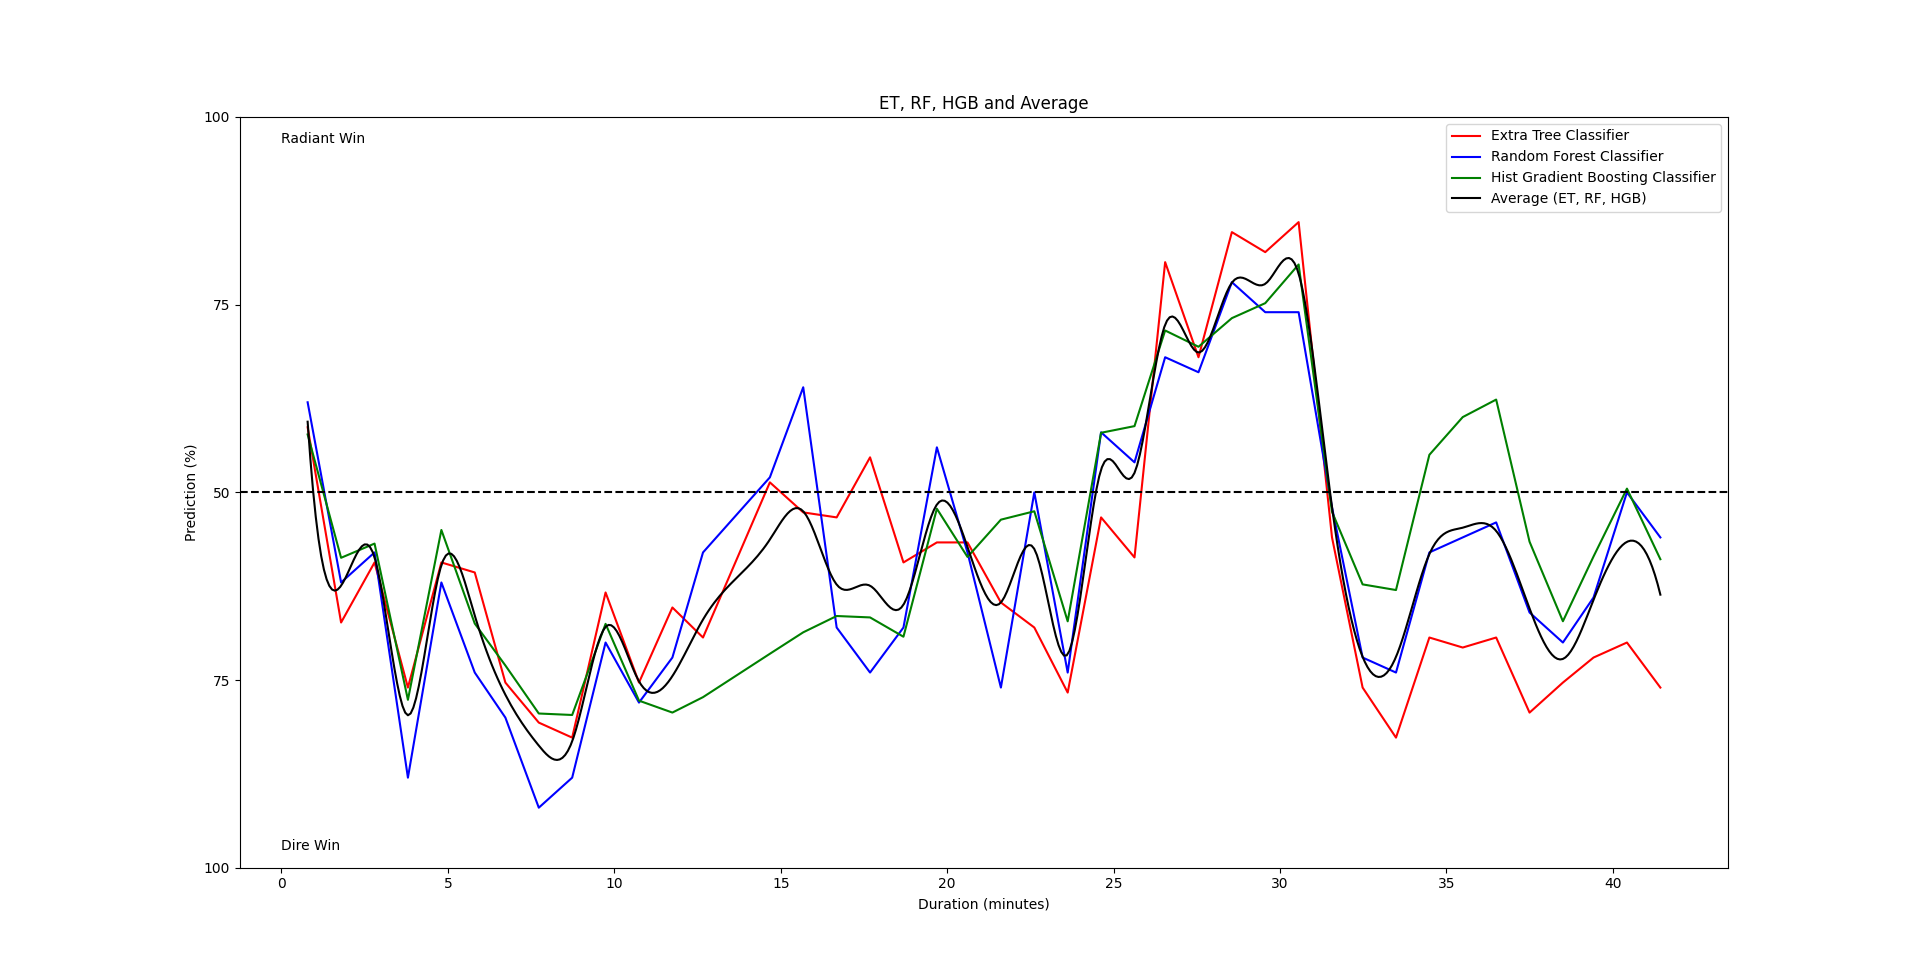 ET, RF, HGB and Average
100
Radiant Win
Extra Tree Classifier
Random Forest Classifier
Hist Gradient Boosting Classifier
Average (ET, RF, HGB)
75
Prediction (%)
50
75
Dire Win
100
0 5 10 15 20 25 30 35 40
Duration (minutes)